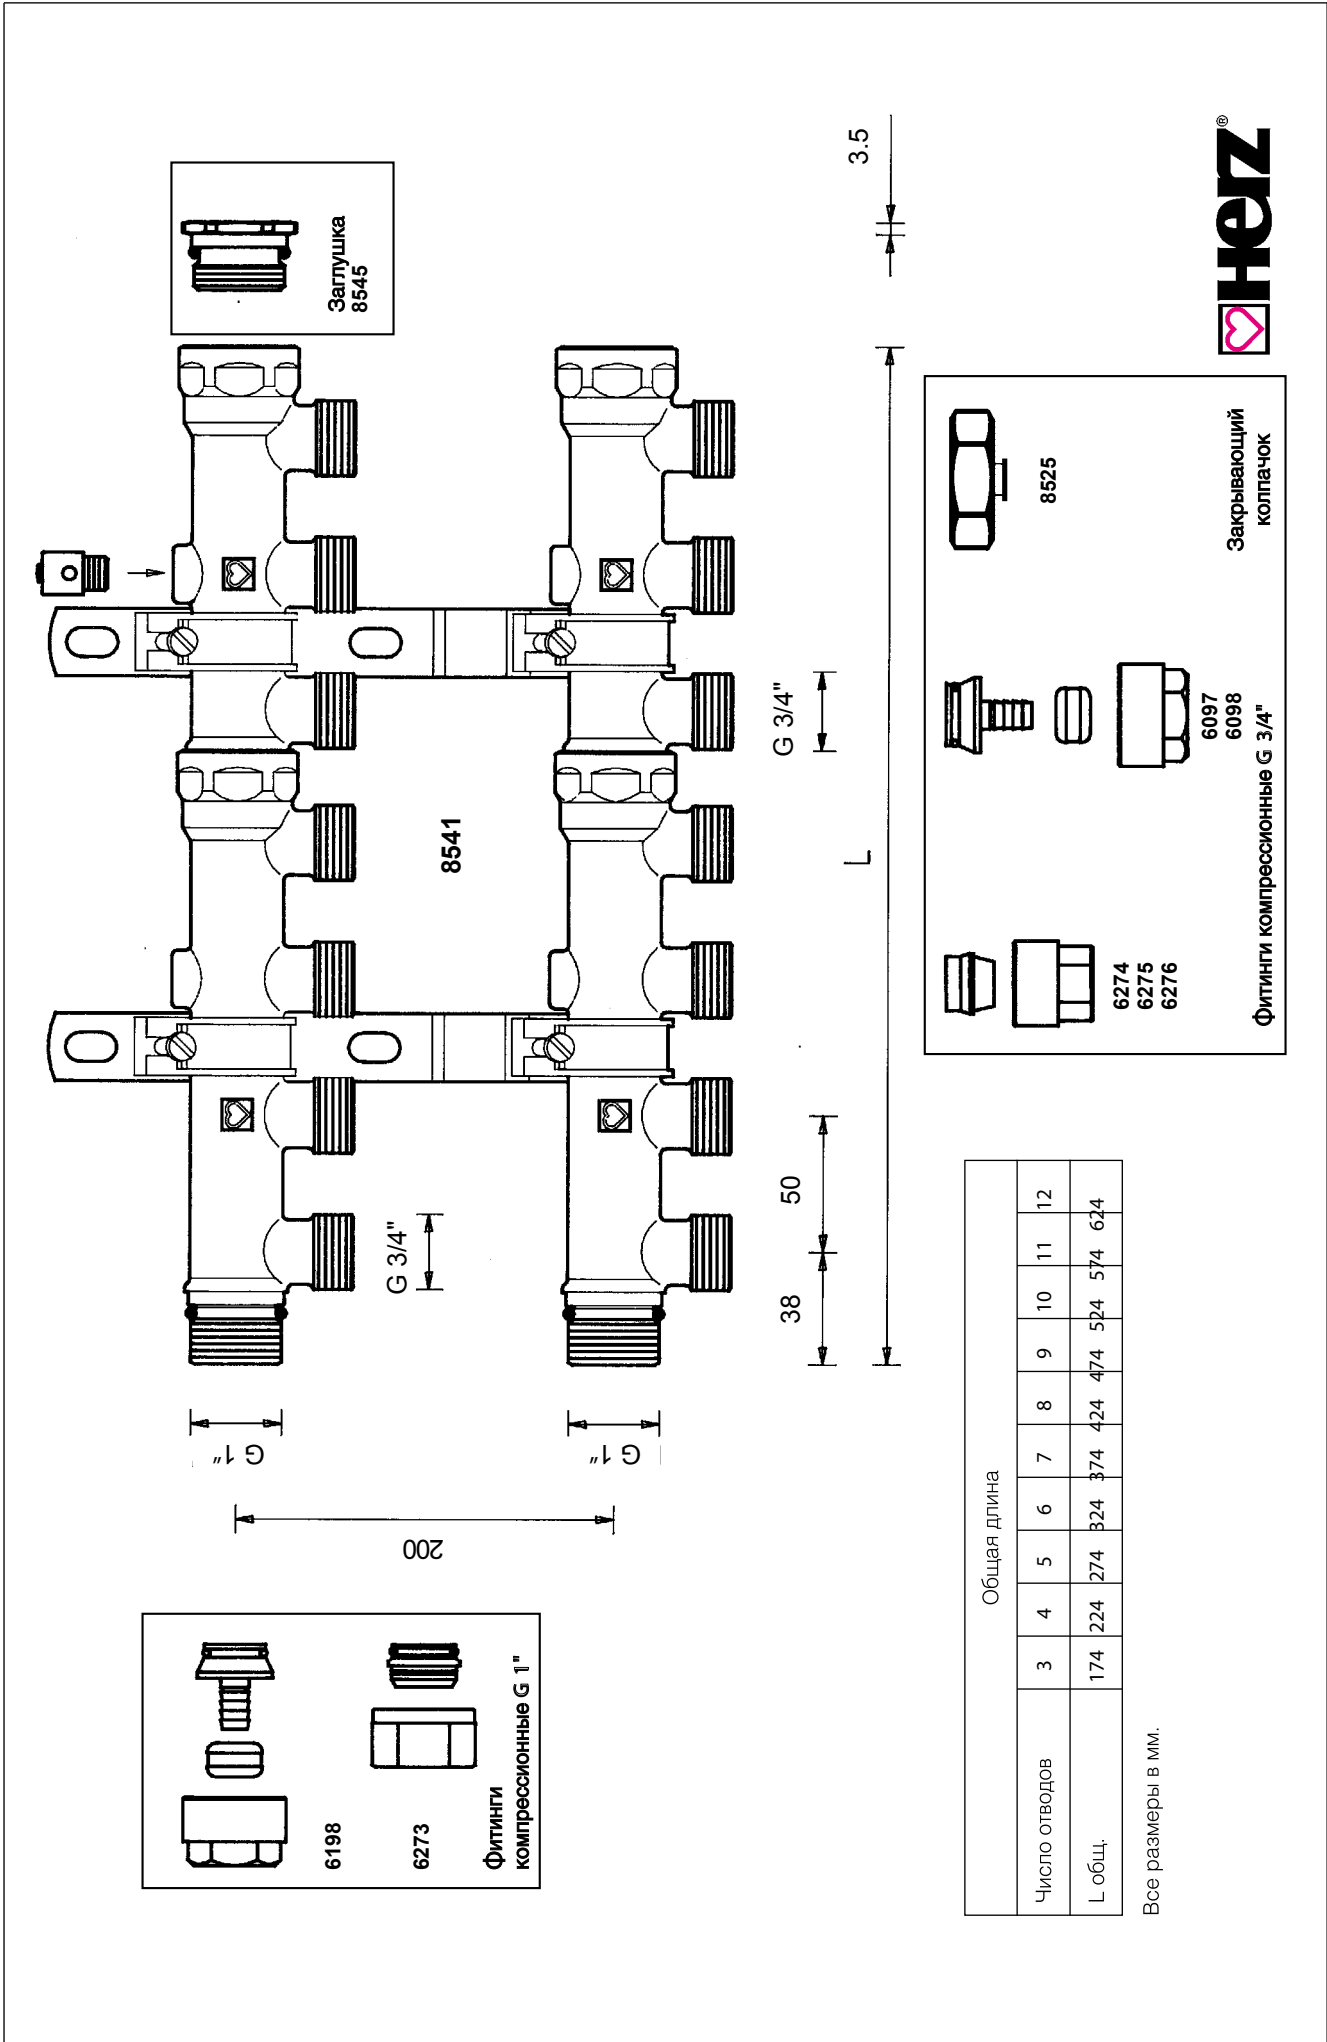 6198
6273
Фитинги
компрессионные G 1"
200
G 1"
G 1"
G 3/4"
8541
Заглушка
8545
38
50
G 3/4"
L
3.5
Общая длина
Число отводов 3 4 5 6 7 8 9 10 11 12
L общ. 174 224 274 324 374 424 474 524 574 624
Все размеры в мм.
6274
6275
6276
6097
6098
Фитинги компрессионные G 3/4"
8525
Закрывающий
колпачок
Herz®